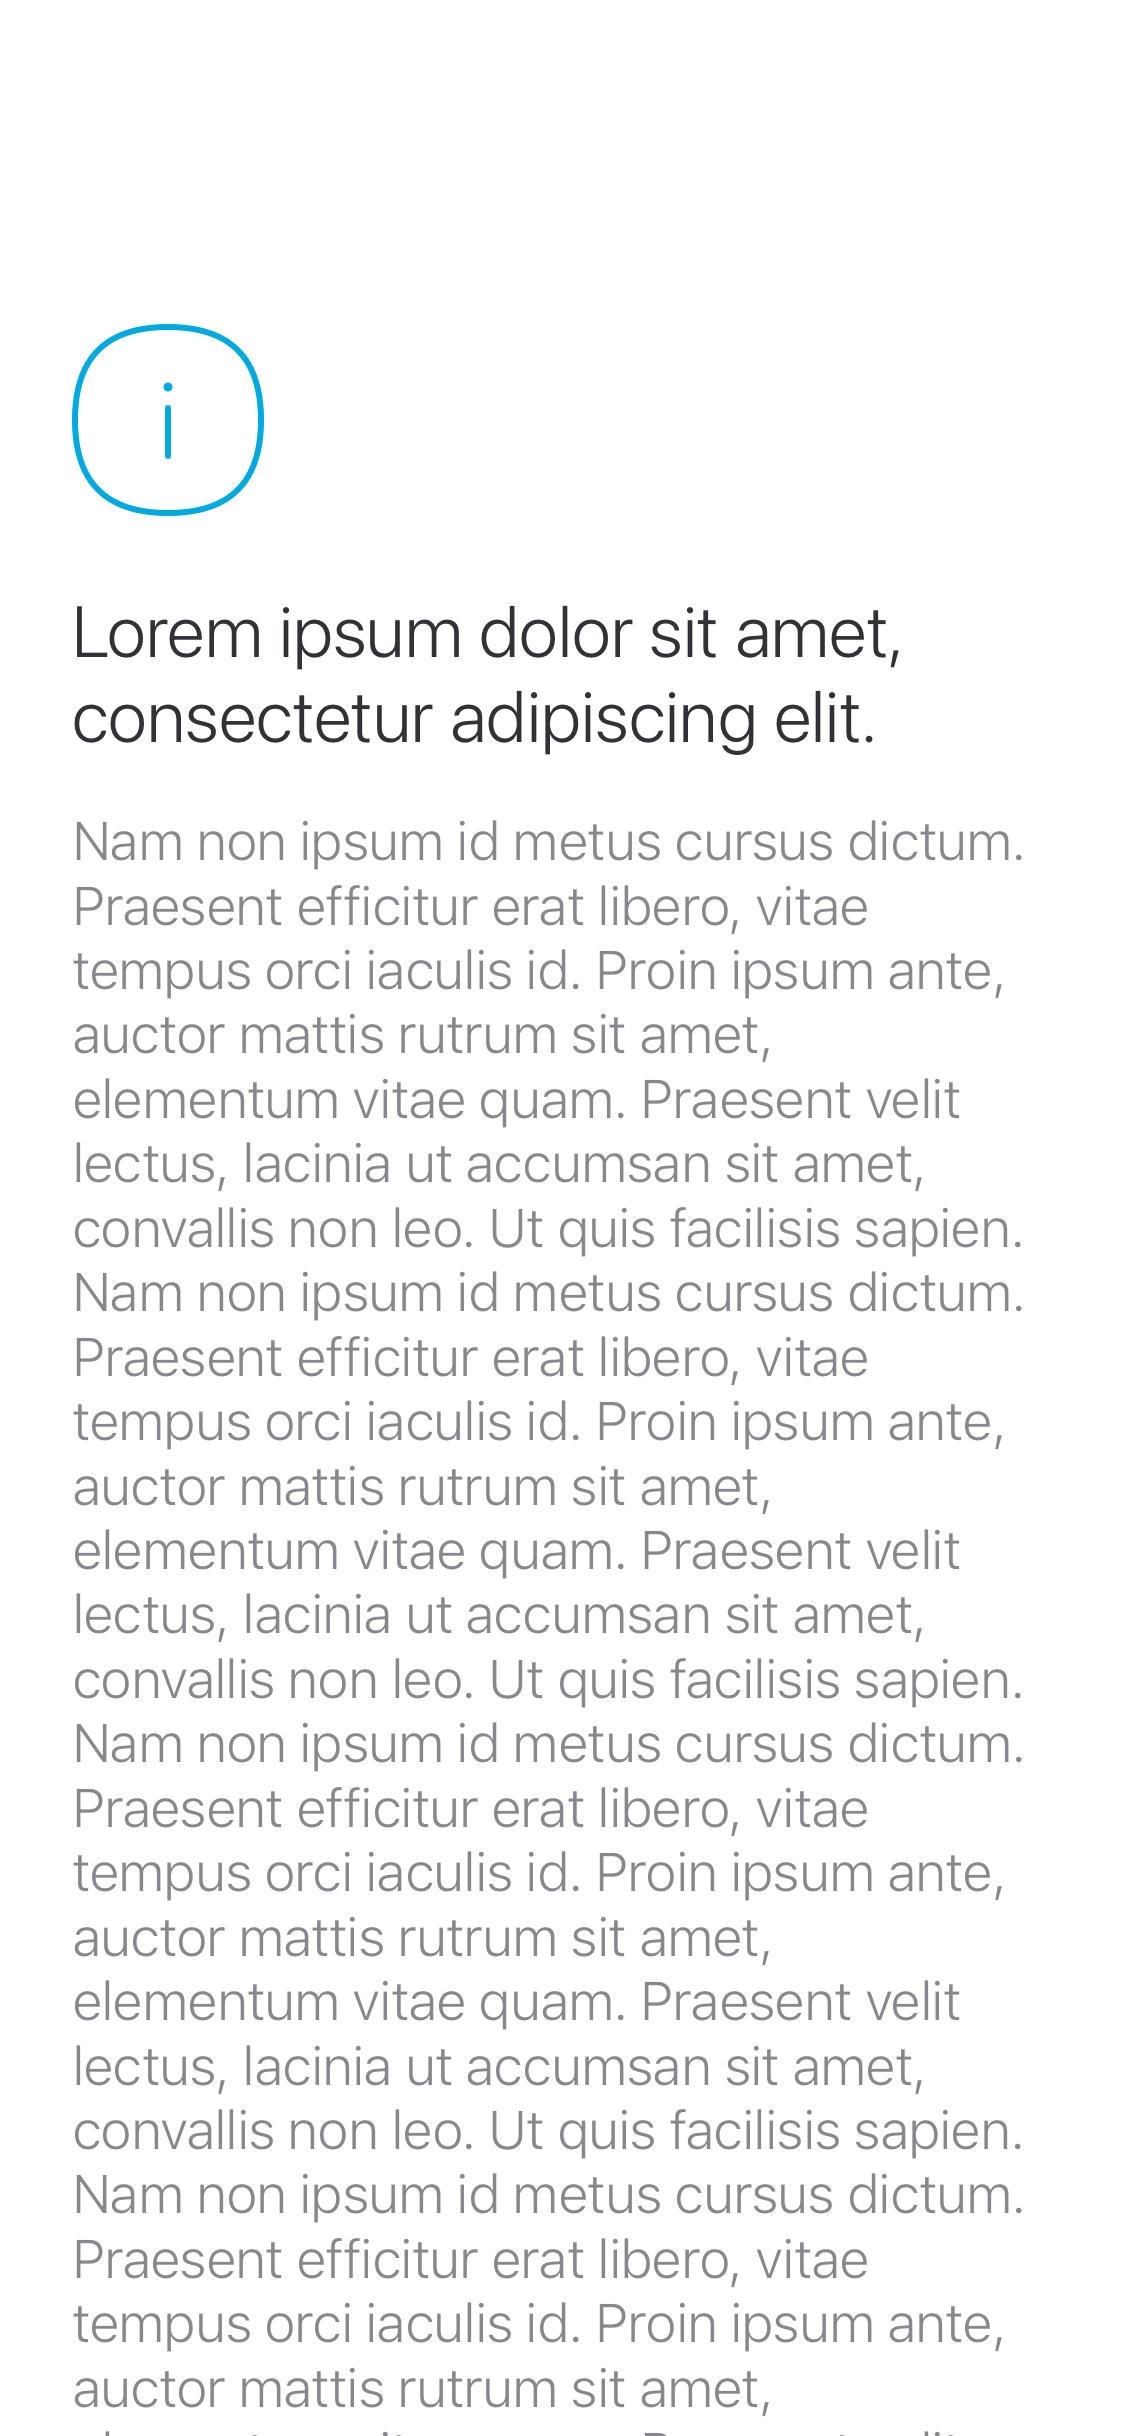 Lorem ipsum dolor sit amet,
consectetur adipiscing elit.
Nam non ipsum id metus cursus dictum.
Praesent efficitur erat libero, vitae
tempus orci iaculis id. Proin ipsum ante,
auctor mattis rutrum sit amet,
elementum vitae quam. Praesent velit
lectus, lacinia ut accumsan sit amet,
convallis non leo. Ut quis facilisis sapien.
Nam non ipsum id metus cursus dictum.
Praesent efficitur erat libero, vitae
tempus orci iaculis id. Proin ipsum ante,
auctor mattis rutrum sit amet,
elementum vitae quam. Praesent velit
lectus, lacinia ut accumsan sit amet,
convallis non leo. Ut quis facilisis sapien.
Nam non ipsum id metus cursus dictum.
Praesent efficitur erat libero, vitae
tempus orci iaculis id. Proin ipsum ante,
auctor mattis rutrum sit amet,
elementum vitae quam. Praesent velit
lectus, lacinia ut accumsan sit amet,
convallis non leo. Ut quis facilisis sapien.
Nam non ipsum id metus cursus dictum.
Praesent efficitur erat libero, vitae
tempus orci iaculis id. Proin ipsum ante,
auctor mattis rutrum sit amet,